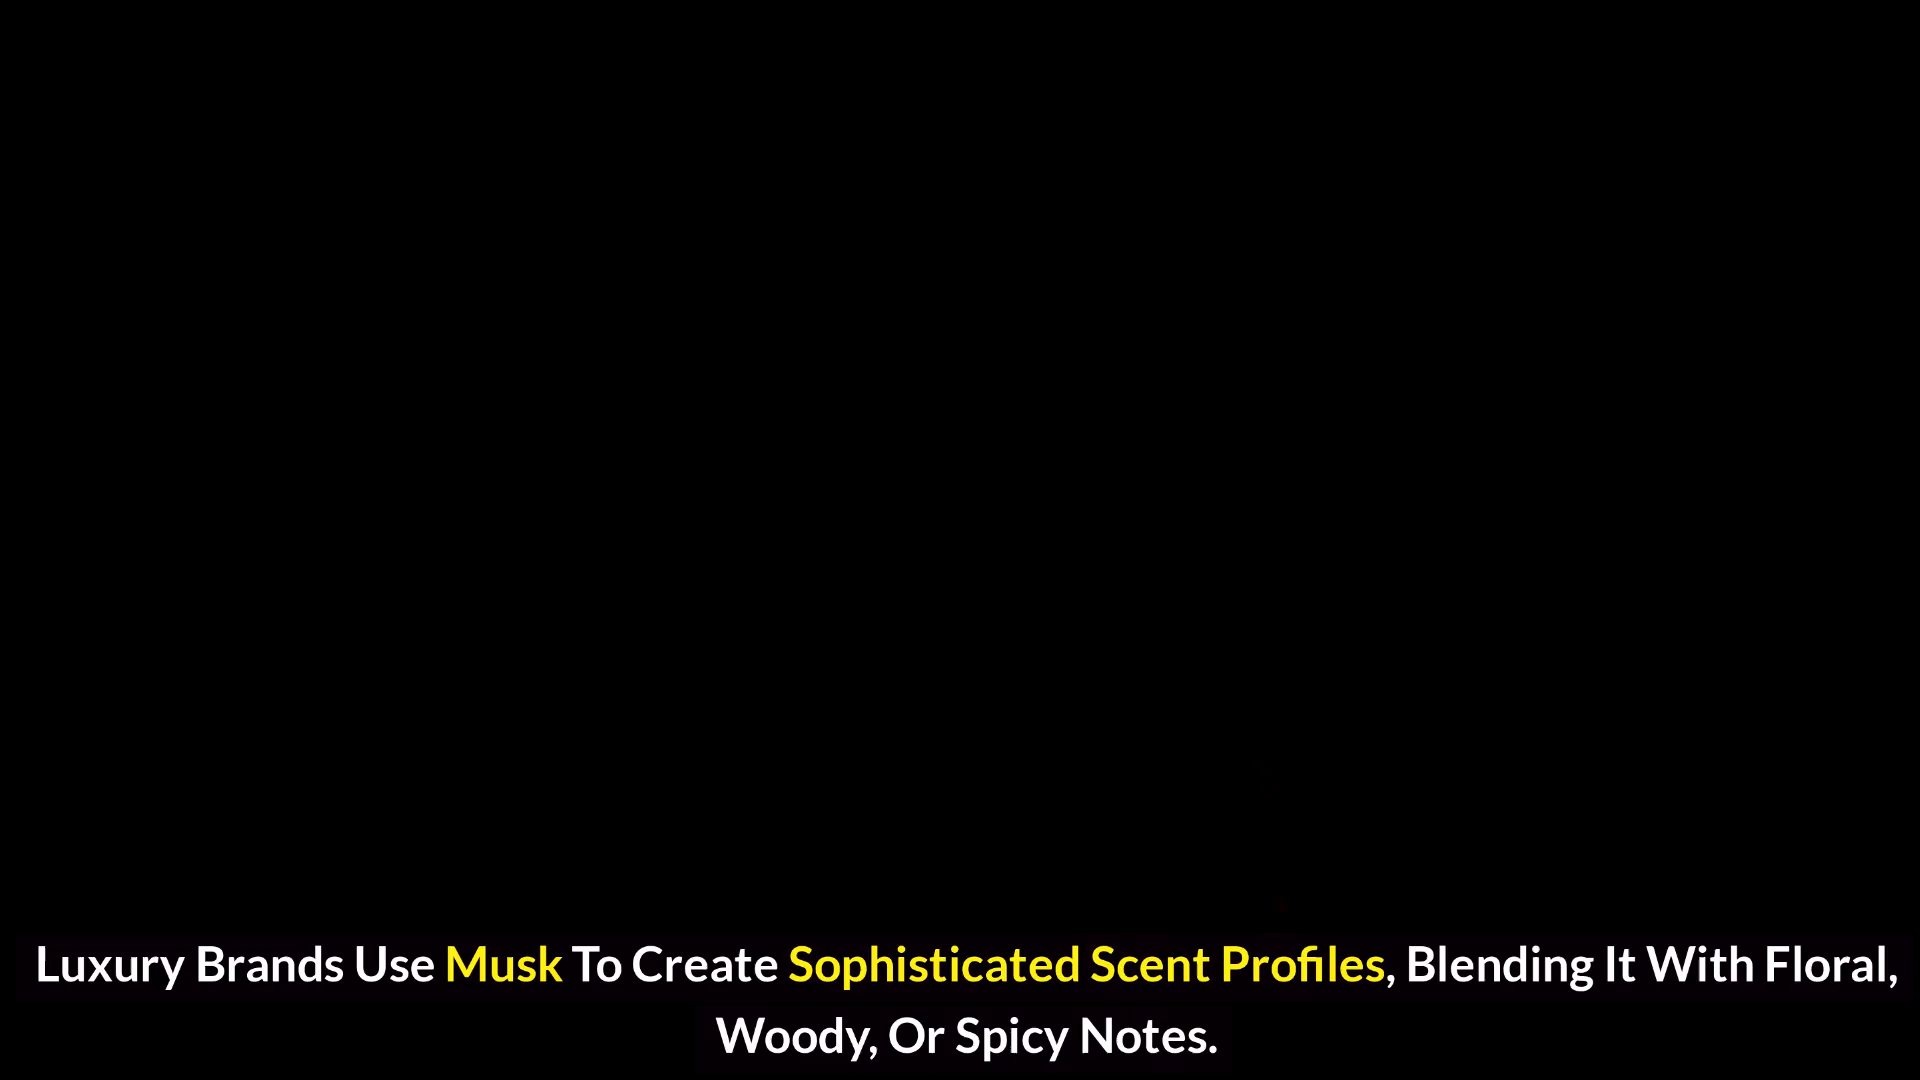 Luxury Brands Use Musk To Create Sophisticated Scent Profiles, Blending It With Floral,
Woody, Or Spicy Notes.